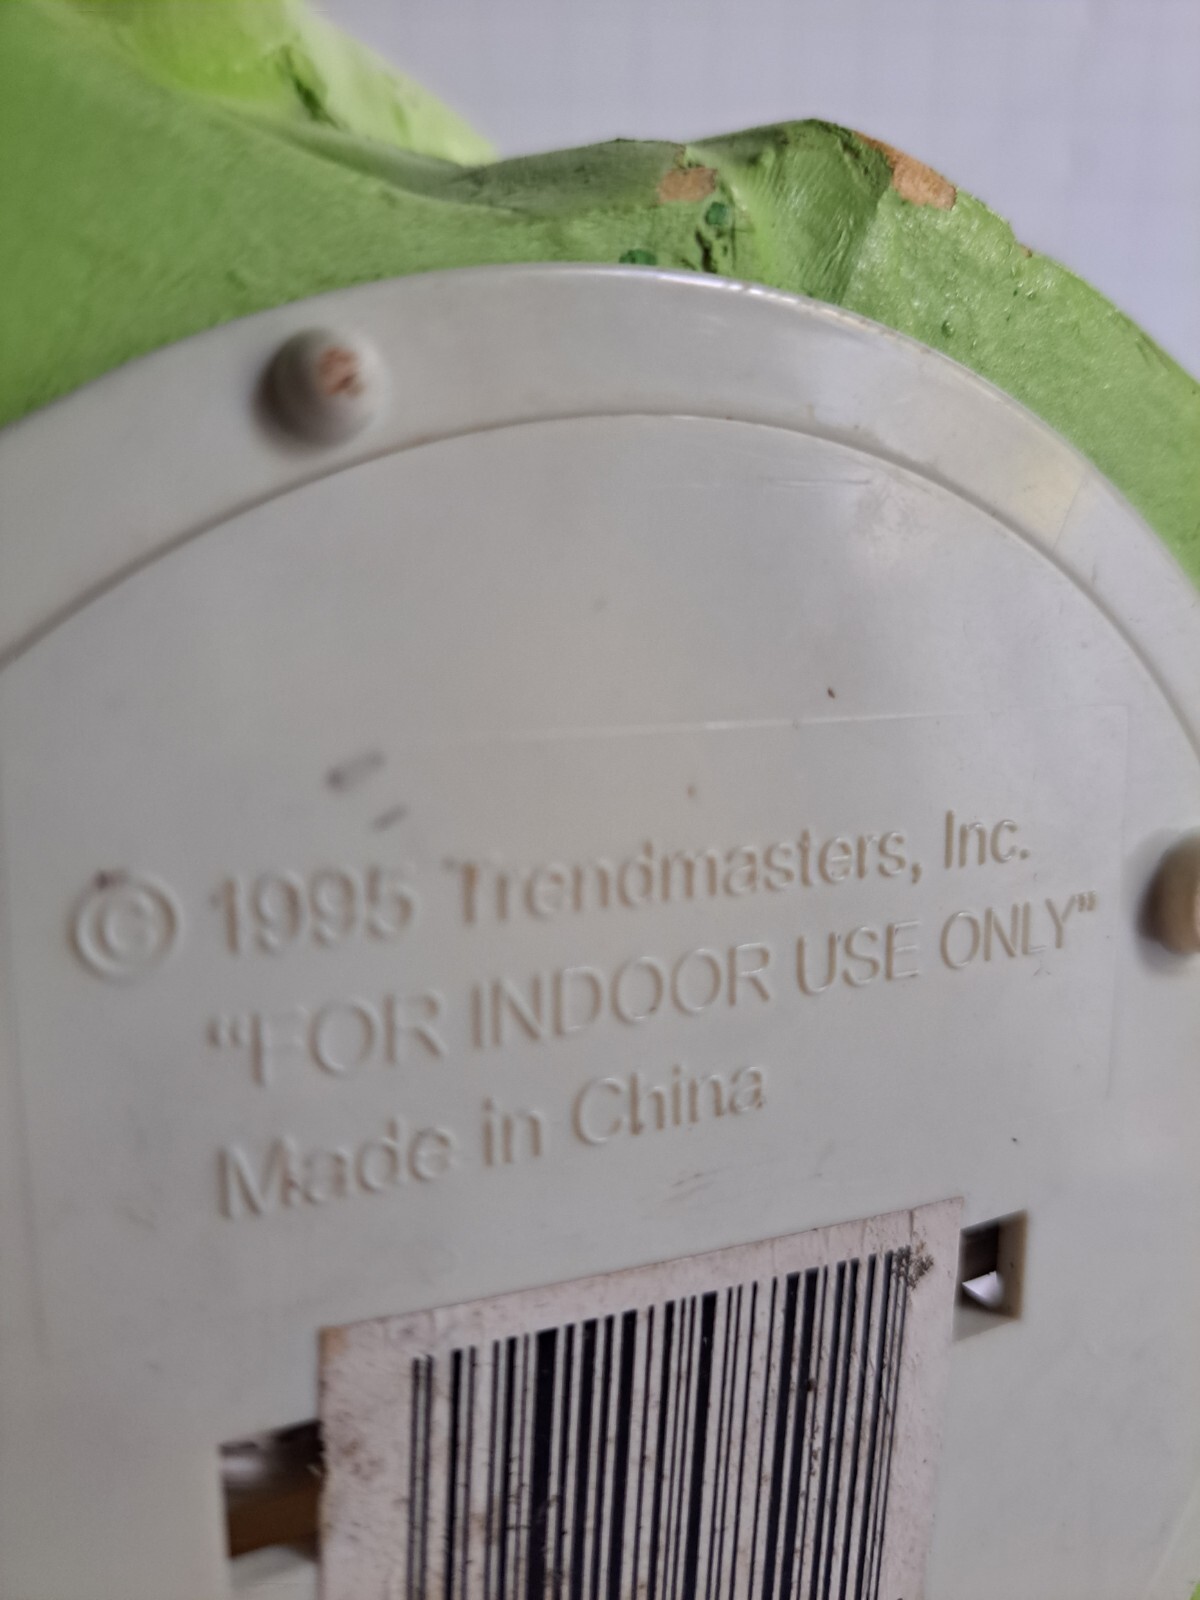 © 1995 Trendmasters, Inc.
“FOR INDOOR USE ONLY”
Made in China